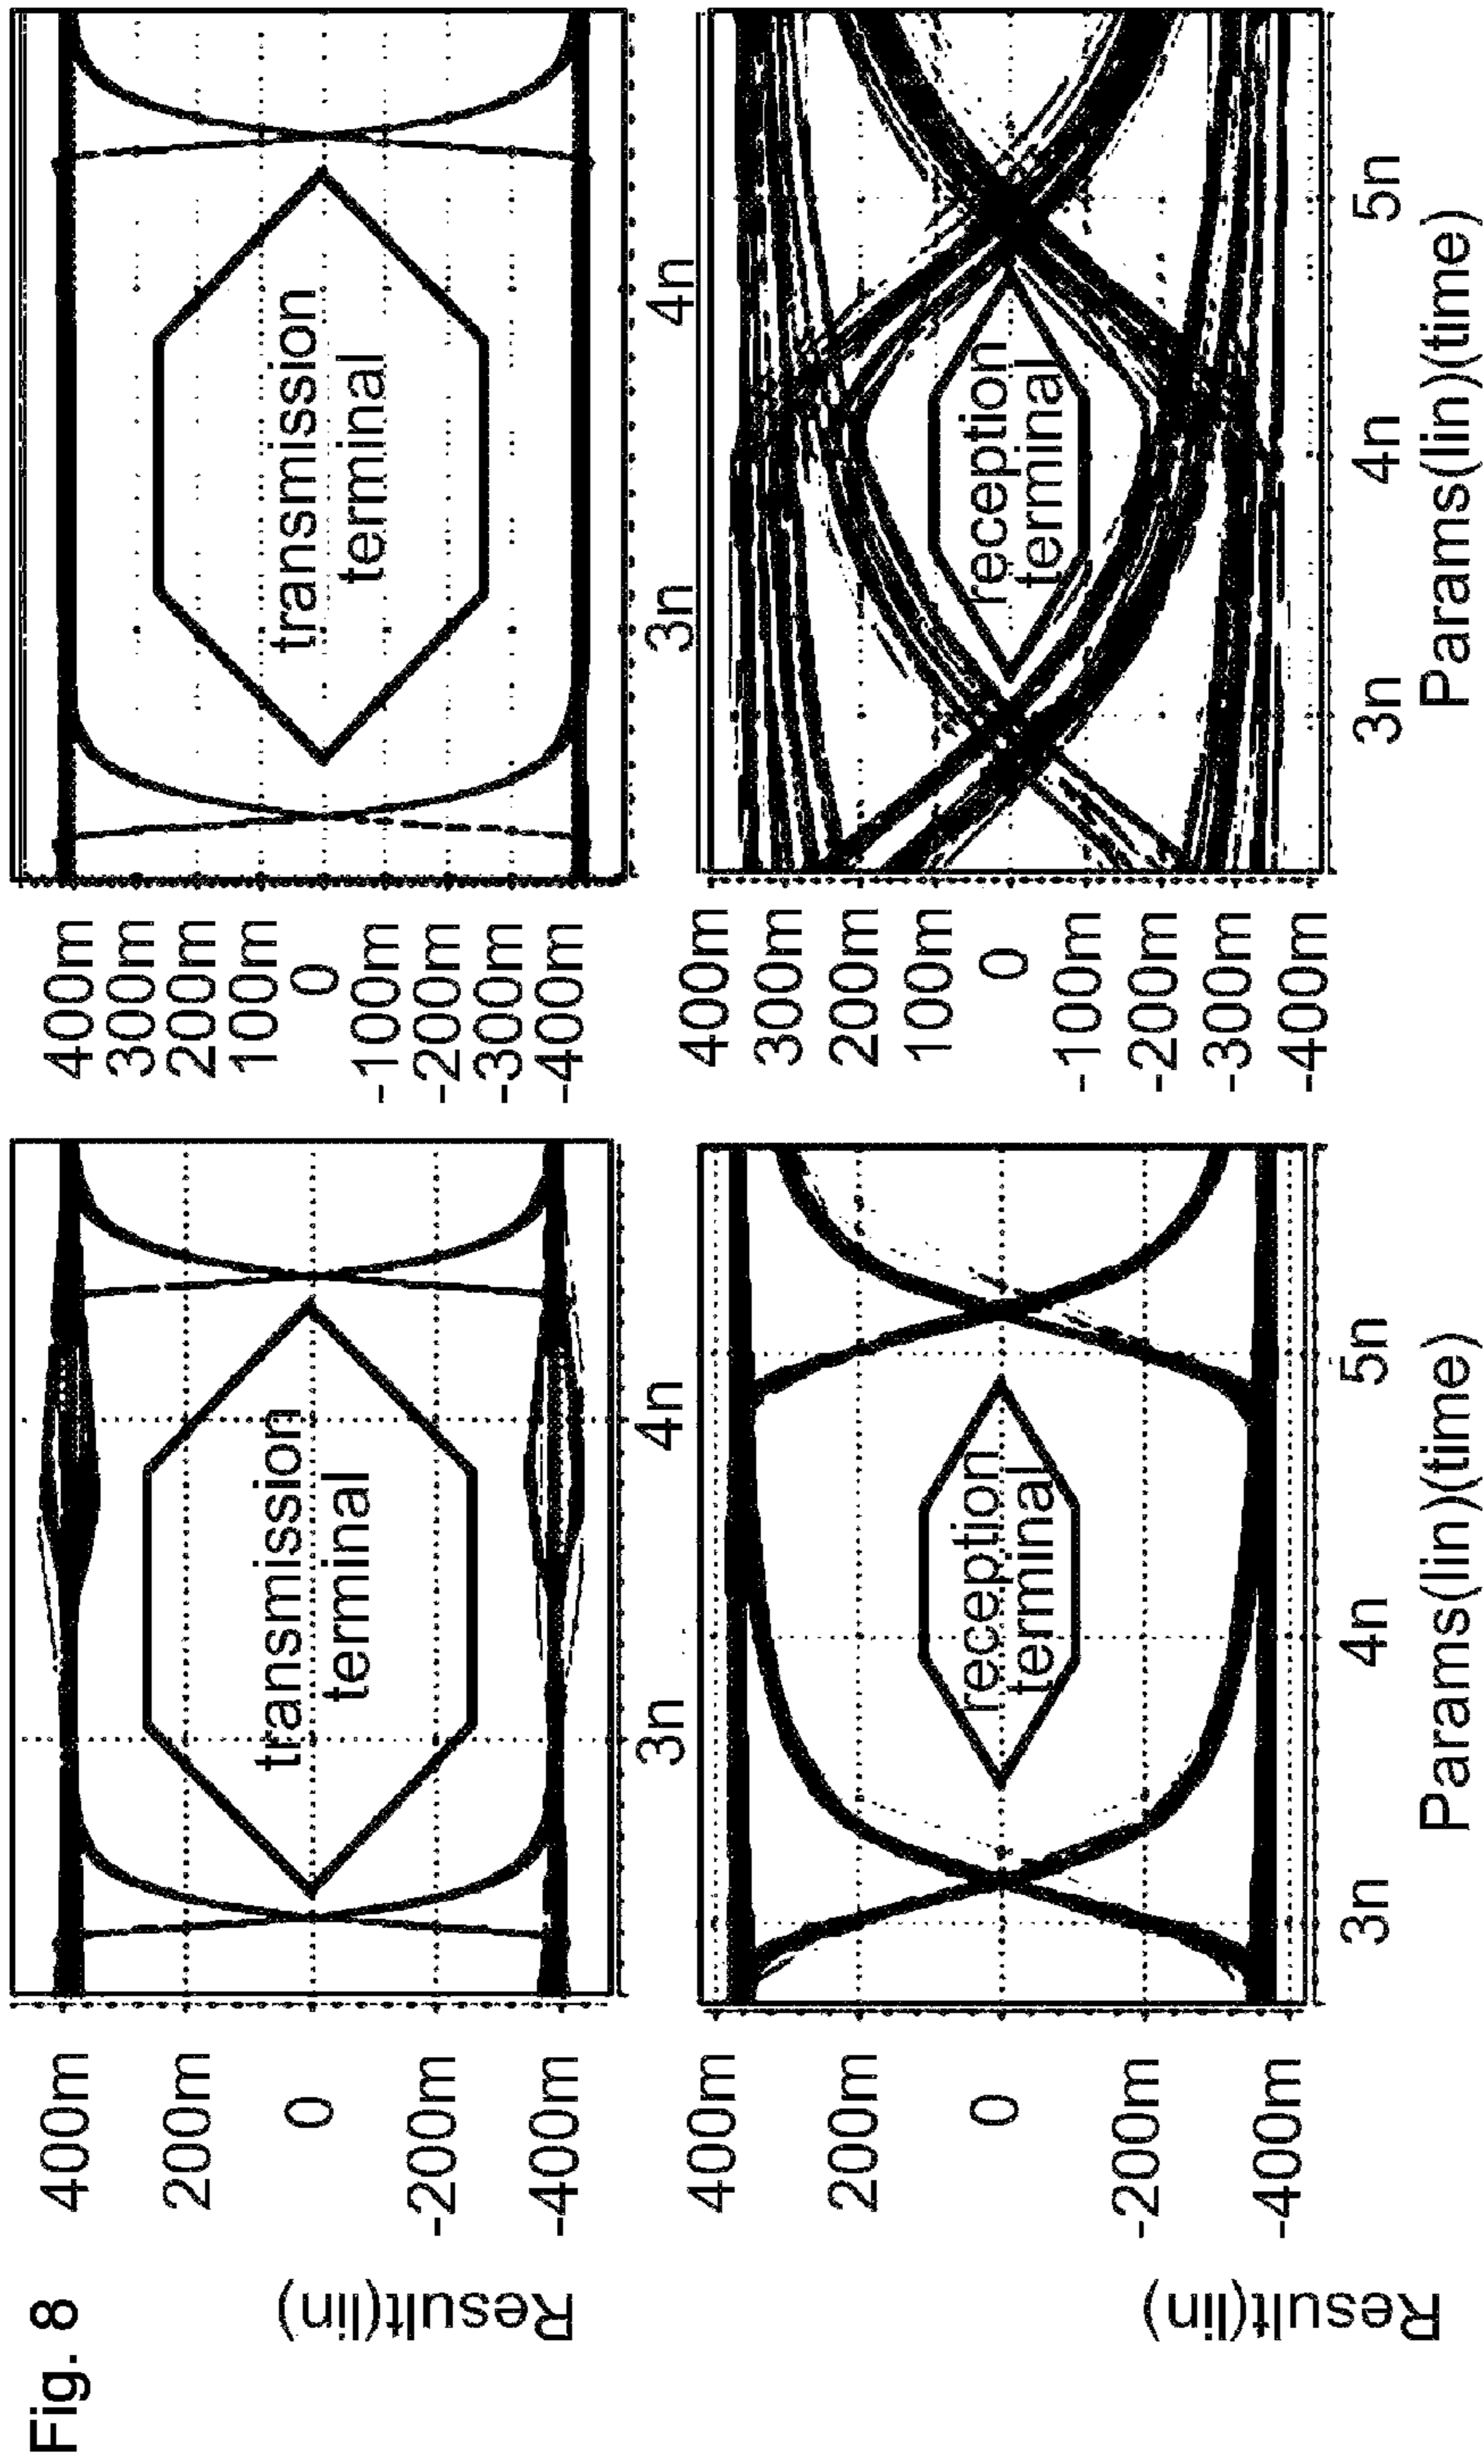 Fig. 8
Result(lin)
400m
200m
0
-200m
-400m
transmission
terminal
3n 4n
400m
300m
200m
100m
0
-100m
-200m
-300m
-400m
transmission
terminal
3n 4n
Result(lin)
400m
200m
0
-200m
-400m
reception
terminal
3n 4n 5n
Params(lin)(time)
400m
300m
200m
100m
0
-100m
-200m
-300m
-400m
reception
terminal
3n 4n 5n
Params(lin)(time)